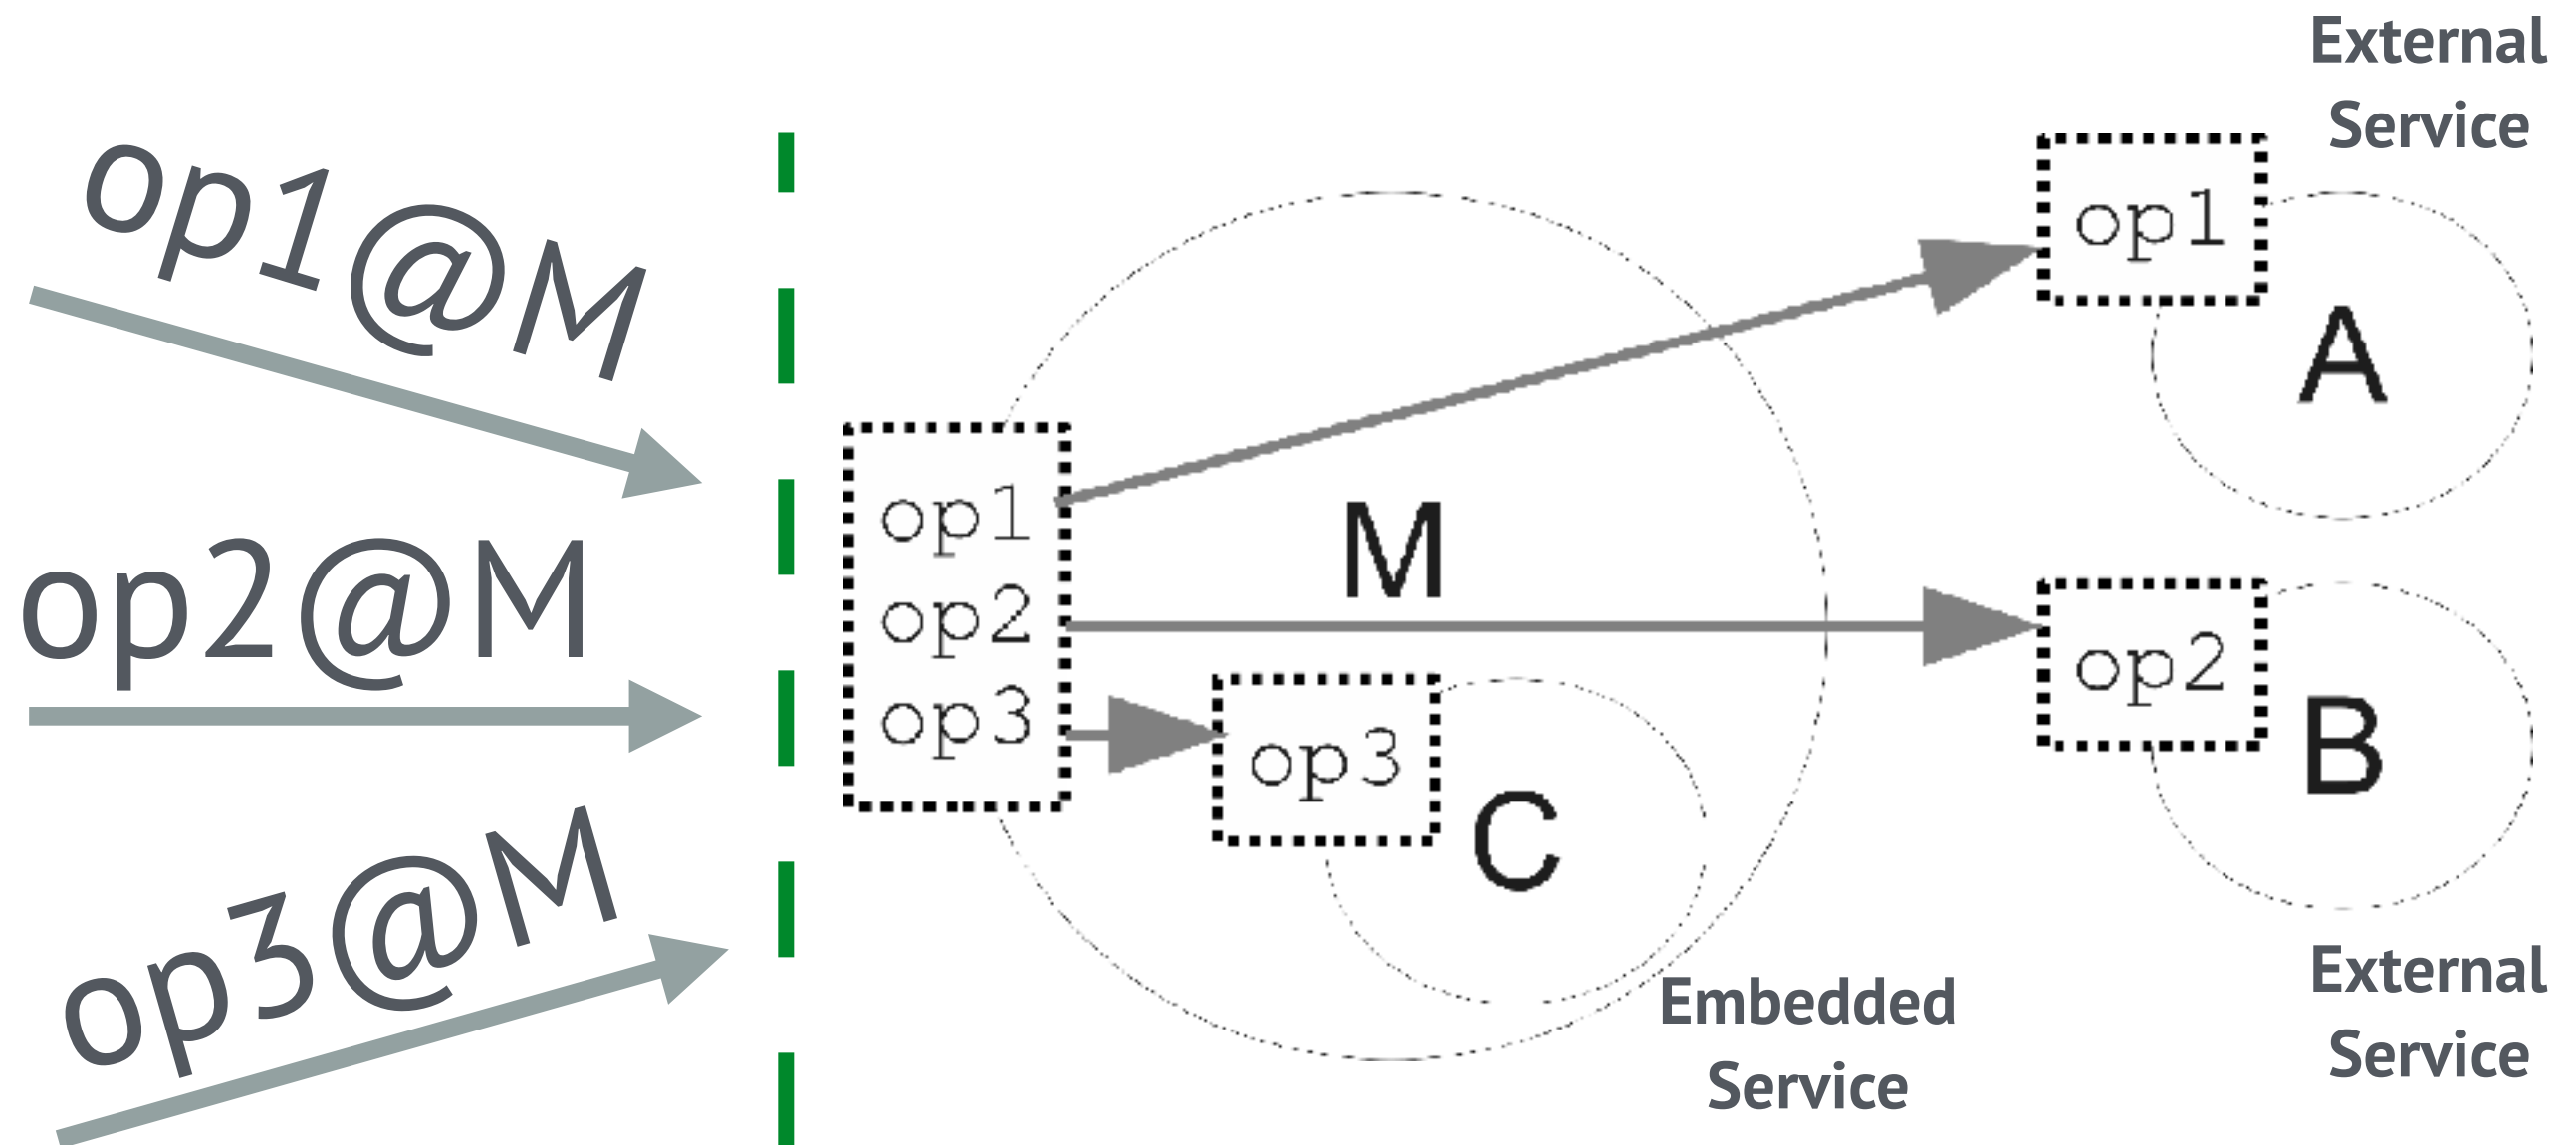 External
Service
op1@M
op1
A
op1
op2
op3
M
op2@M
op2
B
op3
C
op3@M
Embedded
Service
External
Service